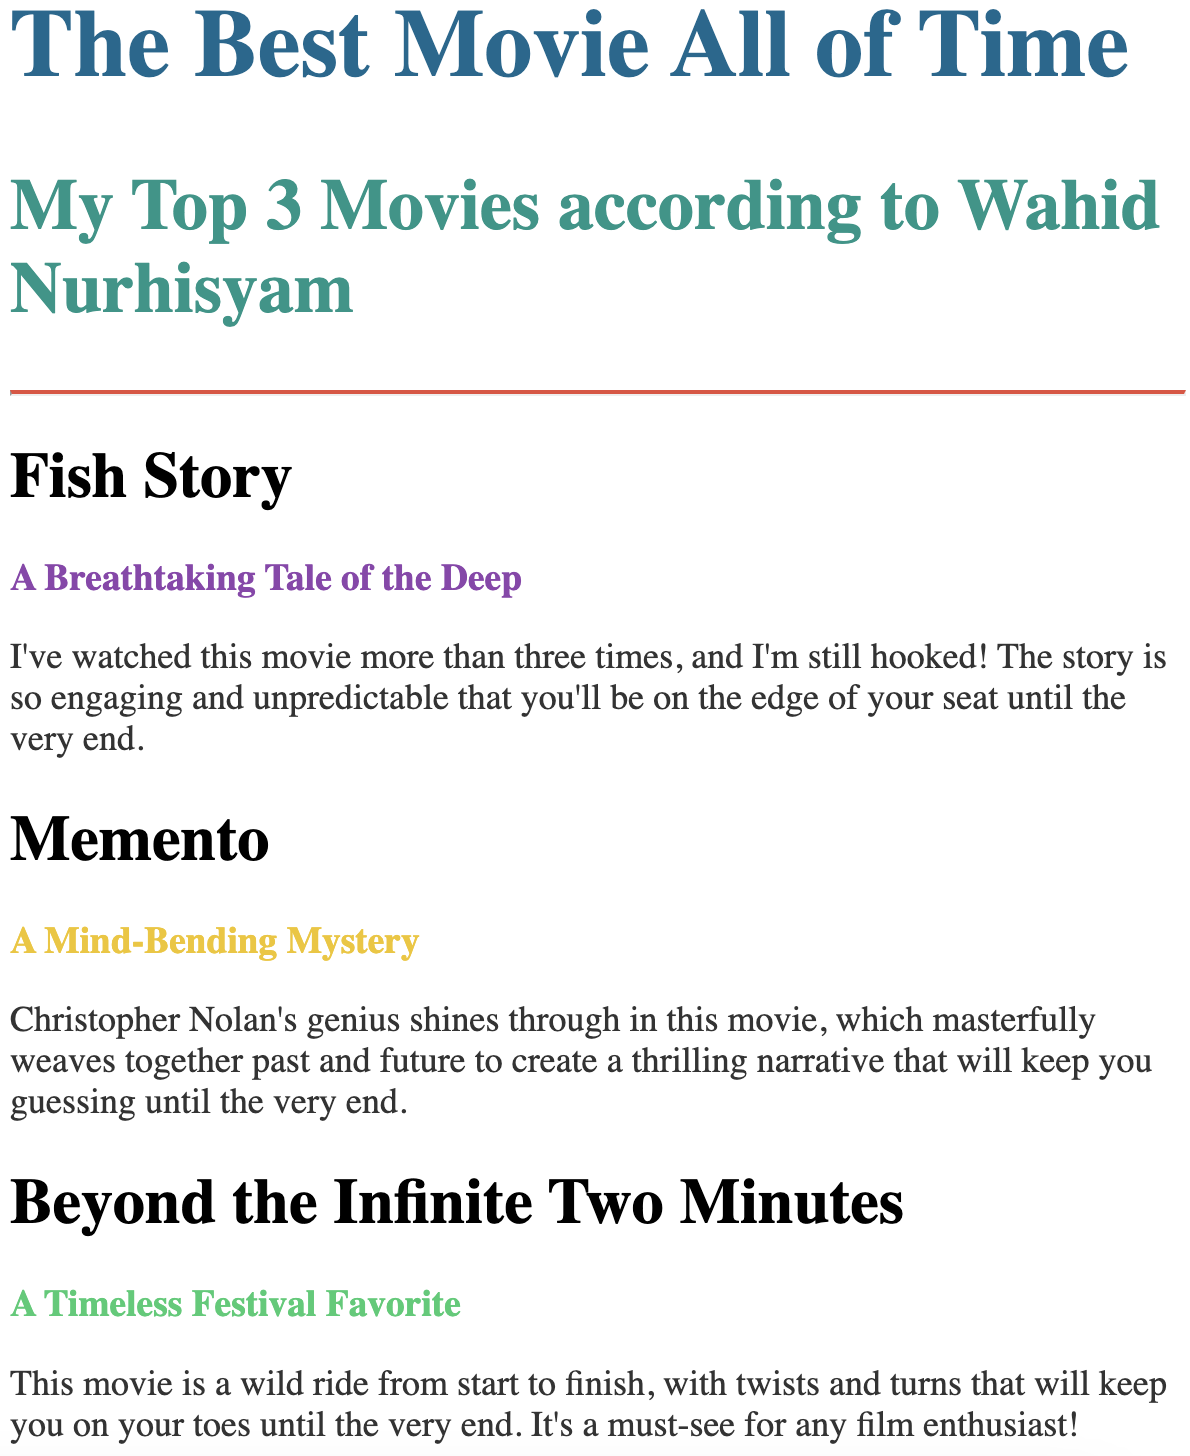 The Best Movie All of Time
My Top 3 Movies according to Wahid
Nurhisyam
Fish Story
A Breathtaking Tale of the Deep
I've watched this movie more than three times, and I'm still hooked! The story is
so engaging and unpredictable that you'll be on the edge of your seat until the
very end.
Memento
A Mind-Bending Mystery
Christopher Nolan's genius shines through in this movie, which masterfully
weaves together past and future to create a thrilling narrative that will keep you
guessing until the very end.
Beyond the Infinite Two Minutes
A Timeless Festival Favorite
This movie is a wild ride from start to finish, with twists and turns that will keep
you on your toes until the very end. It's a must-see for any film enthusiast!